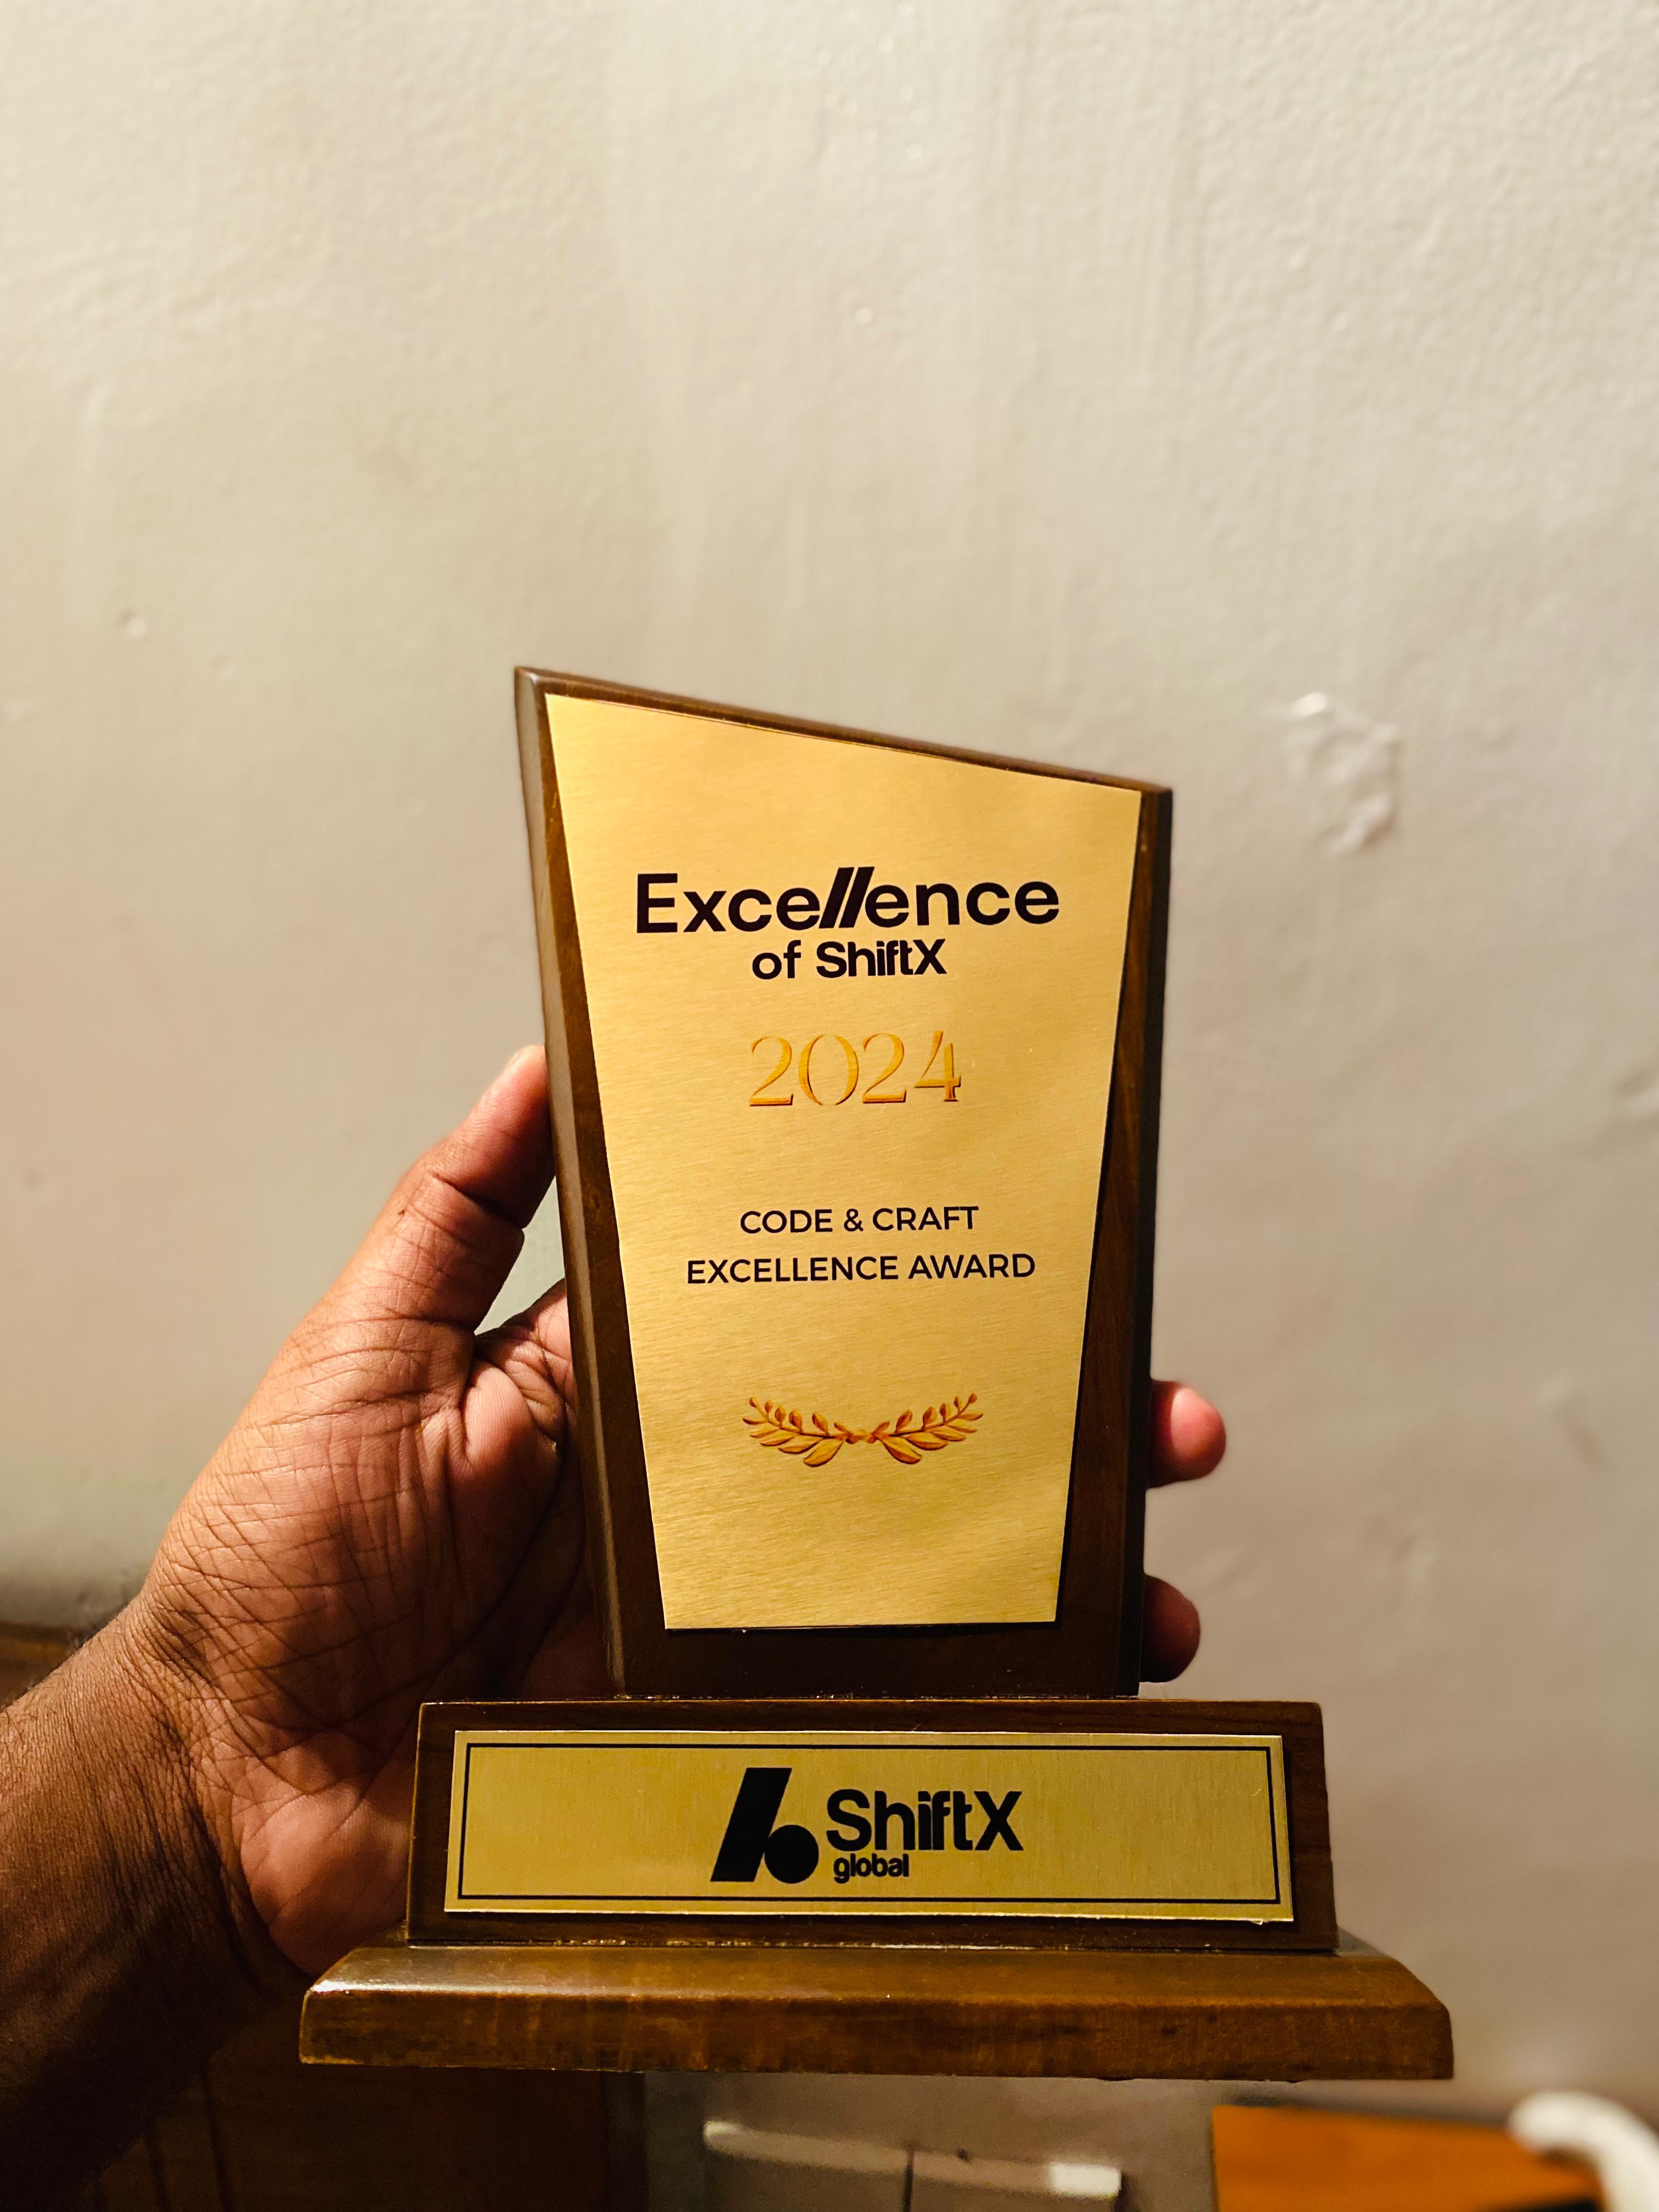 Excellence
of ShiftX
2024
CODE & CRAFT
EXCELLENCE AWARD
ShiftX
global